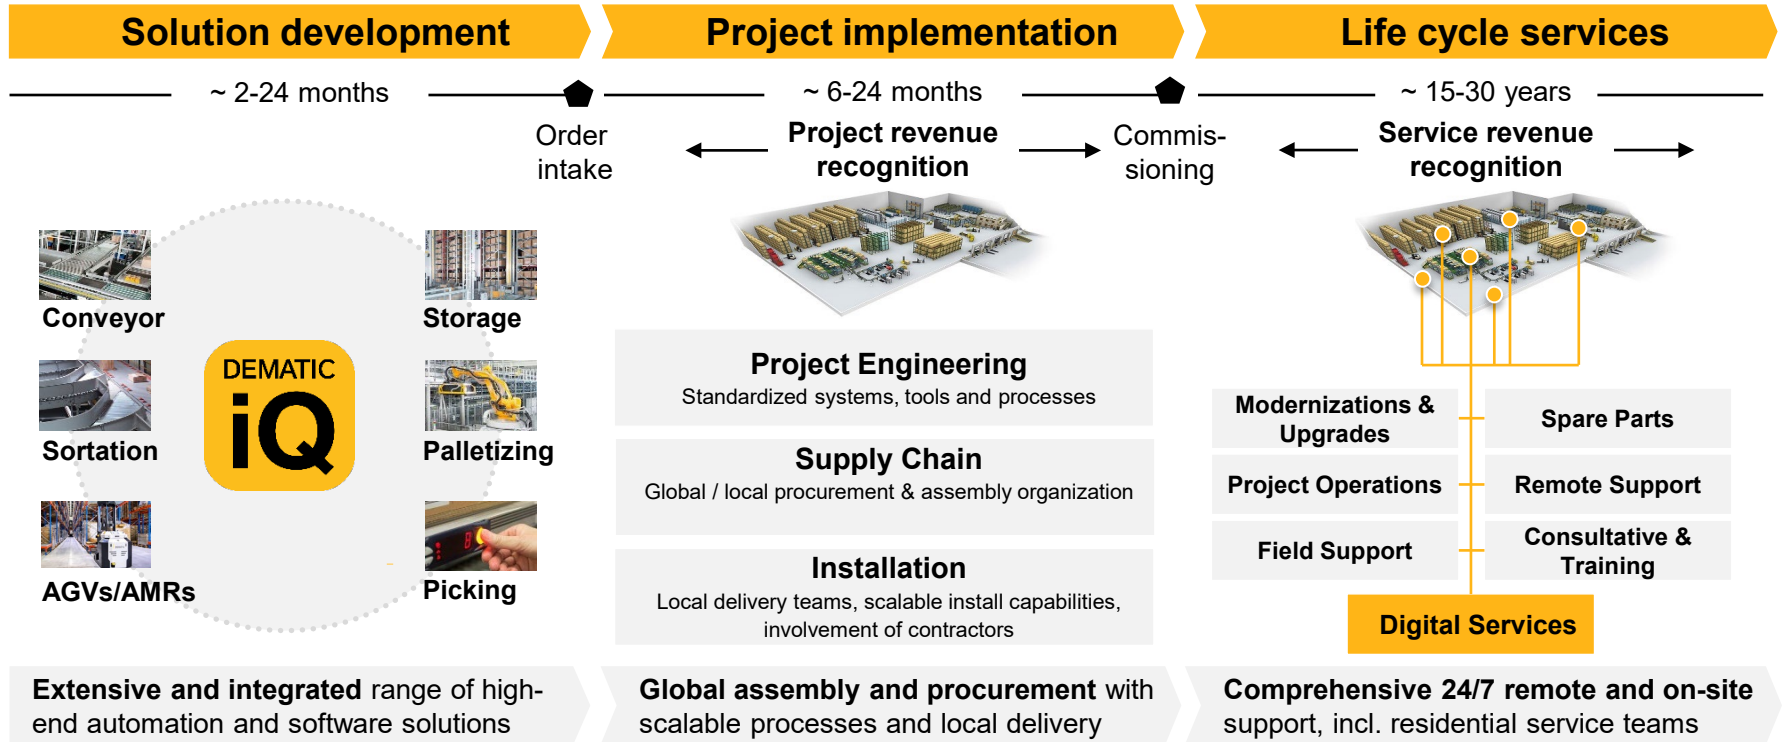 Solution development
Project implementation
Life cycle services
~ 2-24 months
~ 6-24 months
~ 15-30 years
Order
intake
Project revenue
recognition
Commis-
sioning
Service revenue
recognition
Conveyor
Storage
Sortation
Palletizing
AGVs/AMRs
Picking
DEMATIC
iQ
Project Engineering
Standardized systems, tools and processes
Supply Chain
Global / local procurement & assembly organization
Installation
Local delivery teams, scalable install capabilities,
involvement of contractors
Modernizations &
Upgrades
Spare Parts
Project Operations
Remote Support
Field Support
Consultative &
Training
Digital Services
Extensive and integrated range of high-
end automation and software solutions
Global assembly and procurement with
scalable processes and local delivery
Comprehensive 24/7 remote and on-site
support, incl. residential service teams